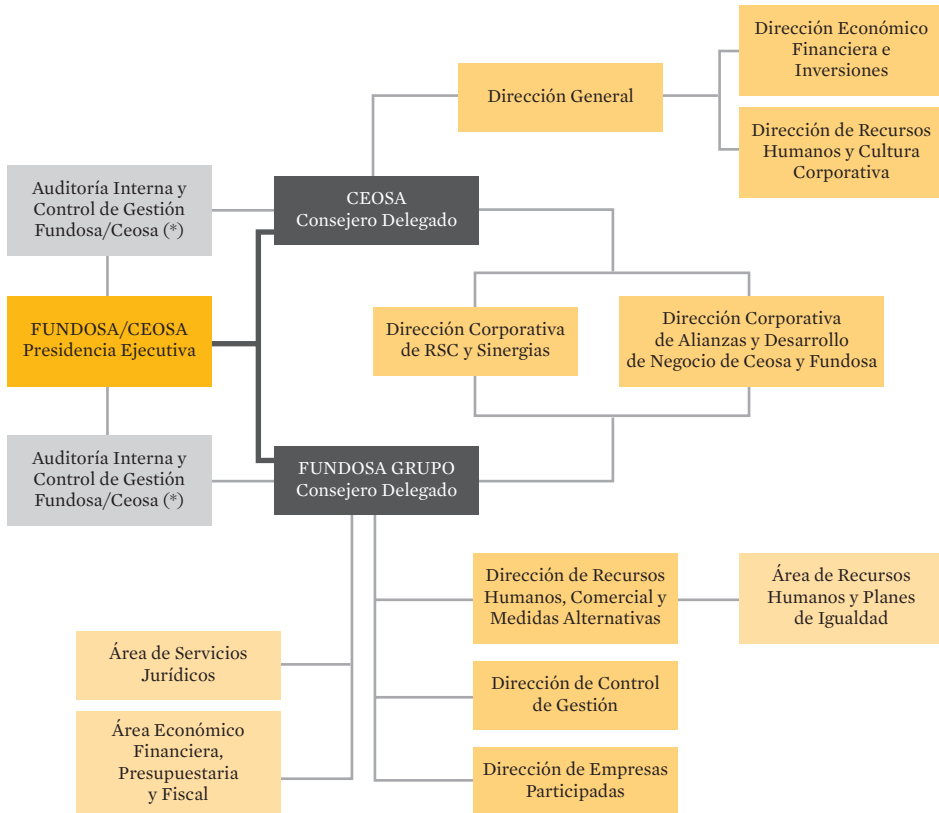 Dirección Económico
Financiera e
Inversiones
Dirección General
Dirección de Recursos
Humanos y Cultura
Corporativa
Auditoría Interna y
Control de Gestión
Fundosa/Ceosa (*)
CEOSA
Consejero Delegado
FUNDOSA/CEOSA
Presidencia Ejecutiva
Dirección Corporativa
de RSC y Sinergias
Dirección Corporativa
de Alianzas y Desarrollo
de Negocio de Ceosa y Fundosa
Auditoría Interna y
Control de Gestión
Fundosa/Ceosa (*)
FUNDOSA GRUPO
Consejero Delegado
Dirección de Recursos
Humanos, Comercial y
Medidas Alternativas
Área de Recursos
Humanos y Planes
de Igualdad
Área de Servicios
Jurídicos
Dirección de Control
de Gestión
Área Económico
Financiera,
Presupuestaria
y Fiscal
Dirección de Empresas
Participadas